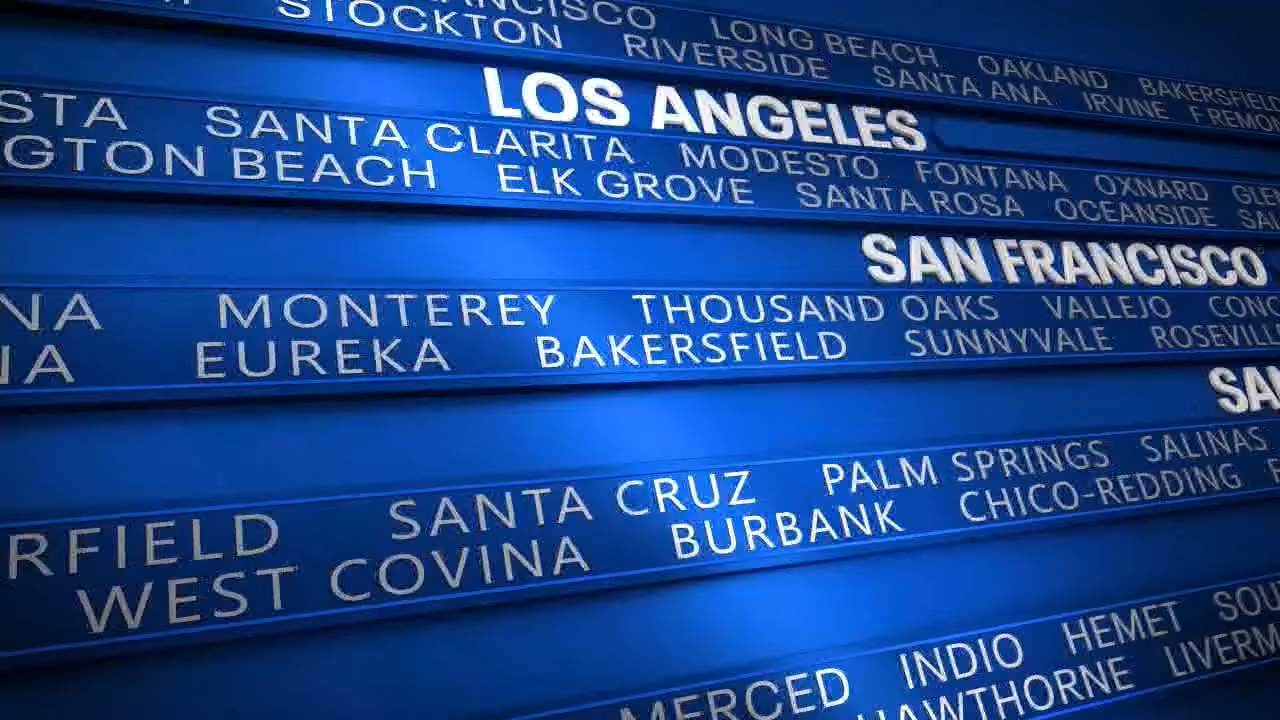 LONG BEACH OAKLAND BAKERSFIELD
STOCKTON RIVERSIDE SANTA ANA IRVINE
LOS ANGELES
SANTA CLARITA MODESTO FONTANA OXNARD
BEACH ELK GROVE SANTA ROSA OCEANSIDE
SAN FRANCISCO
MONTEREY THOUSAND OAKS VALLEJO
EUREKA BAKERSFIELD SUNNYVALE
SAN
RFIELD SANTA CRUZ PALM SPRINGS SALINAS
WEST COVINA BURBANK CHICO-REDDING
MERCED INDIO HEMET
HAWTHORNE